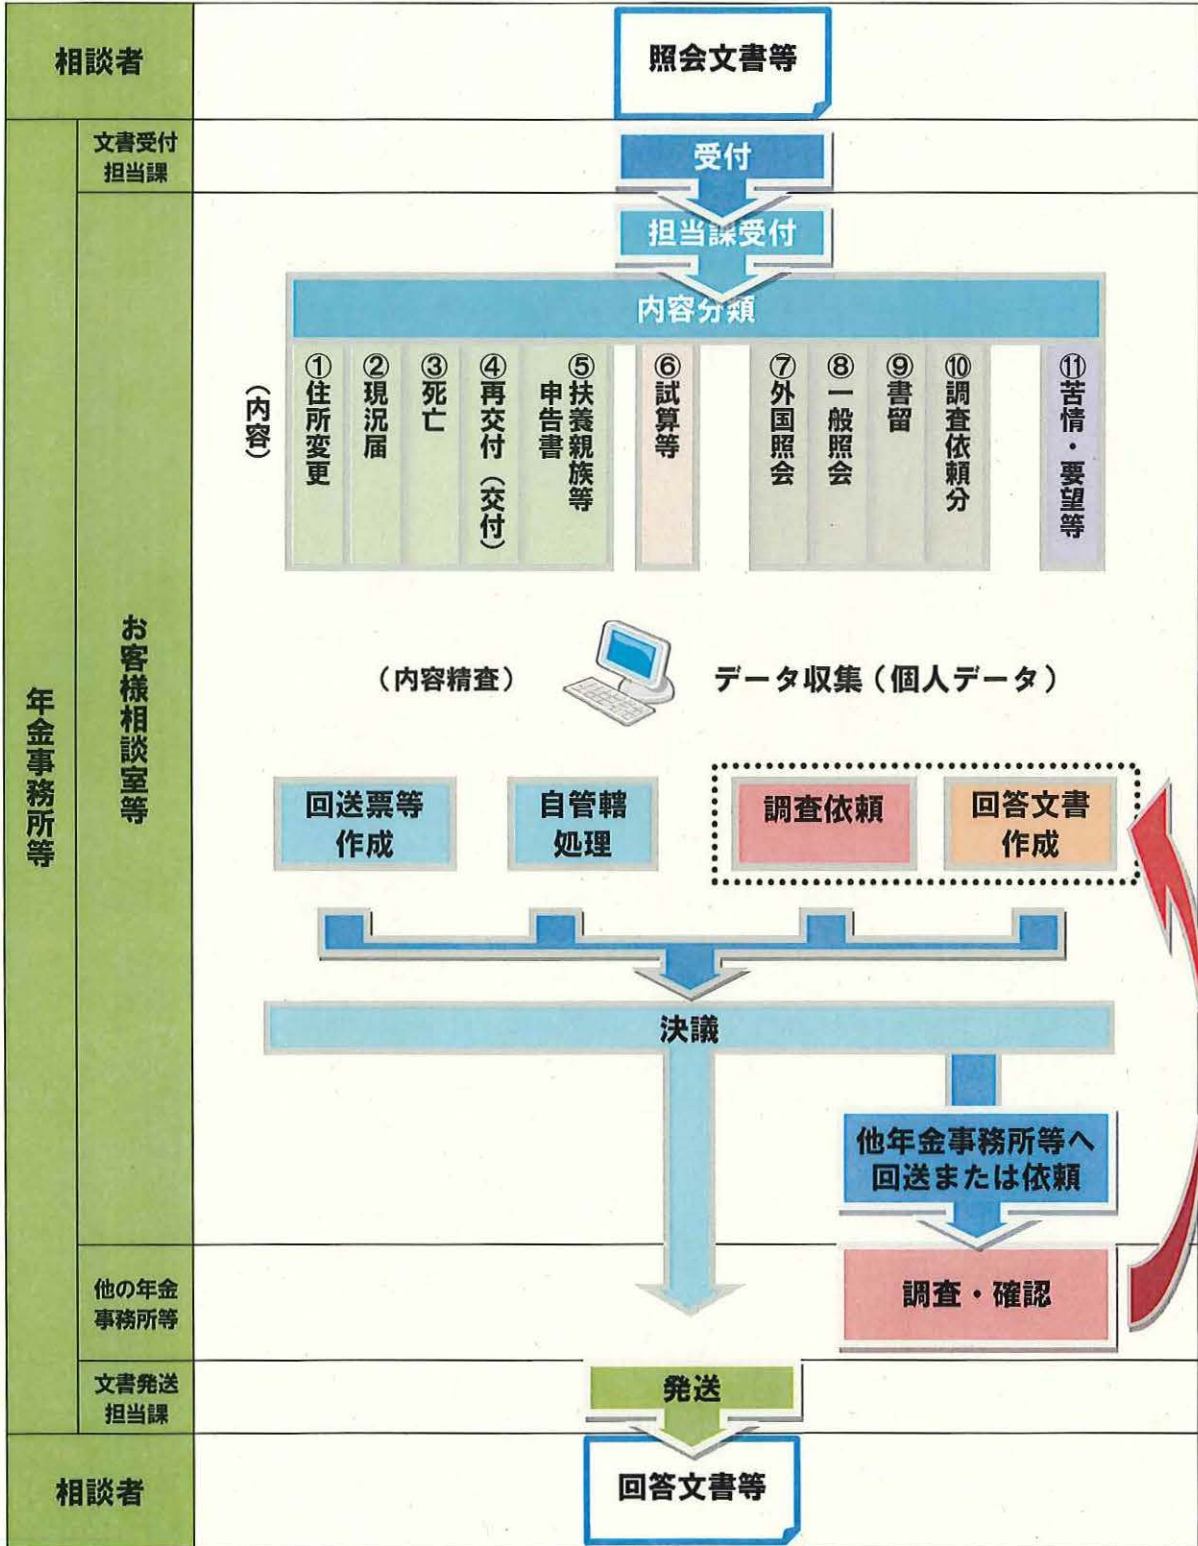 相談者
照会文書等
年金事務所等
文書受付
担当課
受付
お客様相談室等
担当課受付
内容分類
（内容）
①住所変更
②現況届
③死亡
④再交付（交付）
⑤扶養親族等
申告書
⑥試算等
⑦外国照会
⑧一般照会
⑨書留
⑩調査依頼分
⑪苦情・要望等
（内容精査）
データ収集（個人データ）
回送票等
作成
自管轄
処理
調査依頼
回答文書
作成
決議
他年金事務所等へ
回送または依頼
他の年金
事務所等
調査・確認
文書発送
担当課
発送
相談者
回答文書等